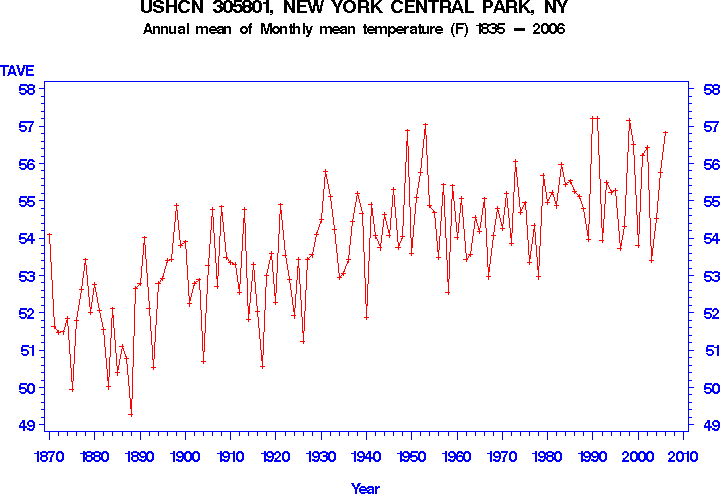 USHCN 305801, NEW YORK CENTRAL PARK, NY
Annual mean of Monthly mean temperature (F) 1835 - 2006
TAVE
58 58
57 57
56 56
55 55
54 54
53 53
52 52
51 51
50 50
49 49
1870 1880 1890 1900 1910 1920 1930 1940 1950 1960 1970 1980 1990 2000 2010
Year